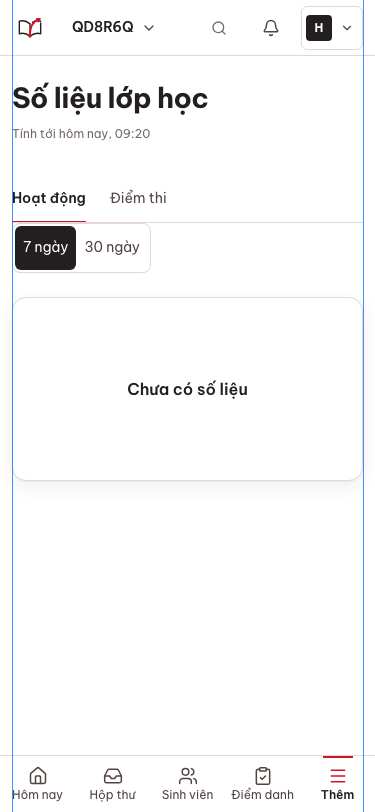 QD8R6Q
H
Số liệu lớp học
Tính tới hôm nay, 09:20
Hoạt động Điểm thi
7 ngày 30 ngày
Chưa có số liệu
Hôm nay Hộp thư Sinh viên Điểm danh Thêm